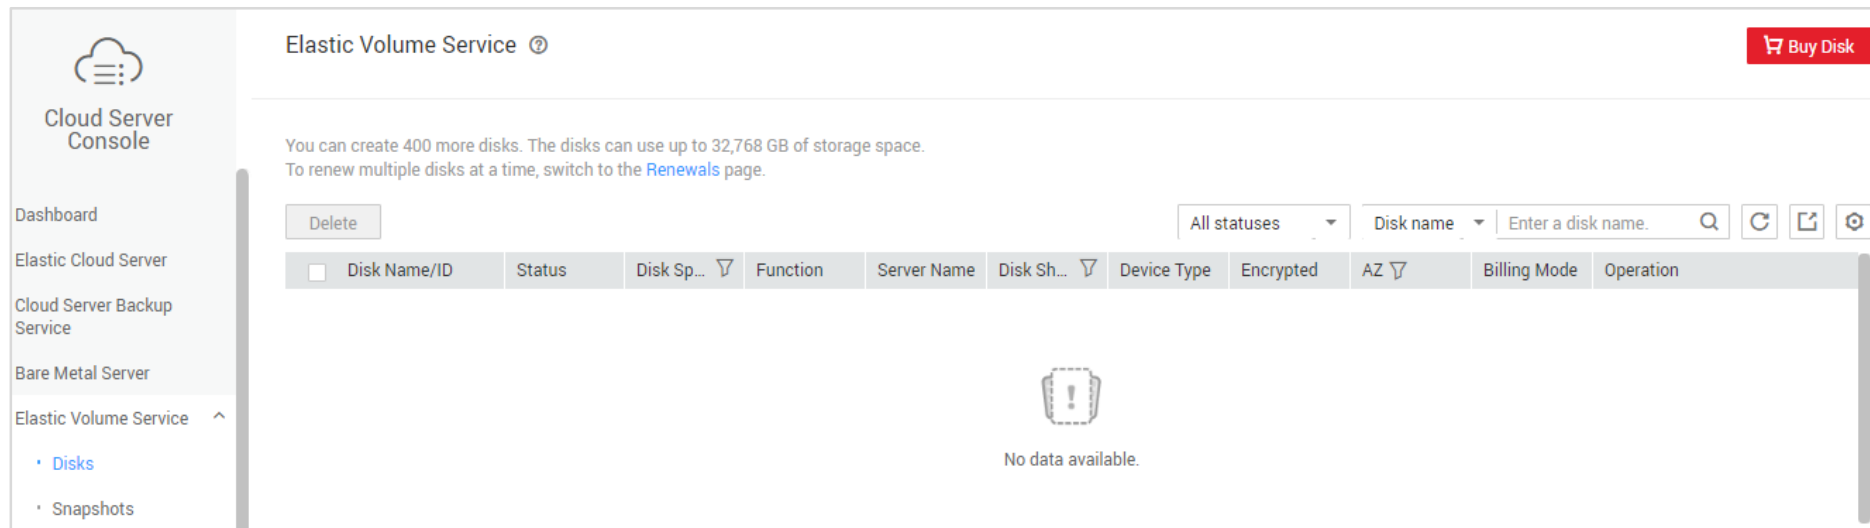 Cloud Server
Console
Dashboard
Elastic Cloud Server
Cloud Server Backup
Service
Bare Metal Server
Elastic Volume Service
Disks
Snapshots
Elastic Volume Service ?
Buy Disk
You can create 400 more disks. The disks can use up to 32,768 GB of storage space.
To renew multiple disks at a time, switch to the Renewals page.
Delete
All statuses
Disk name
Enter a disk name.
Disk Name/ID Status Disk Sp... Function Server Name Disk Sh... Device Type Encrypted AZ Billing Mode Operation
No data available.